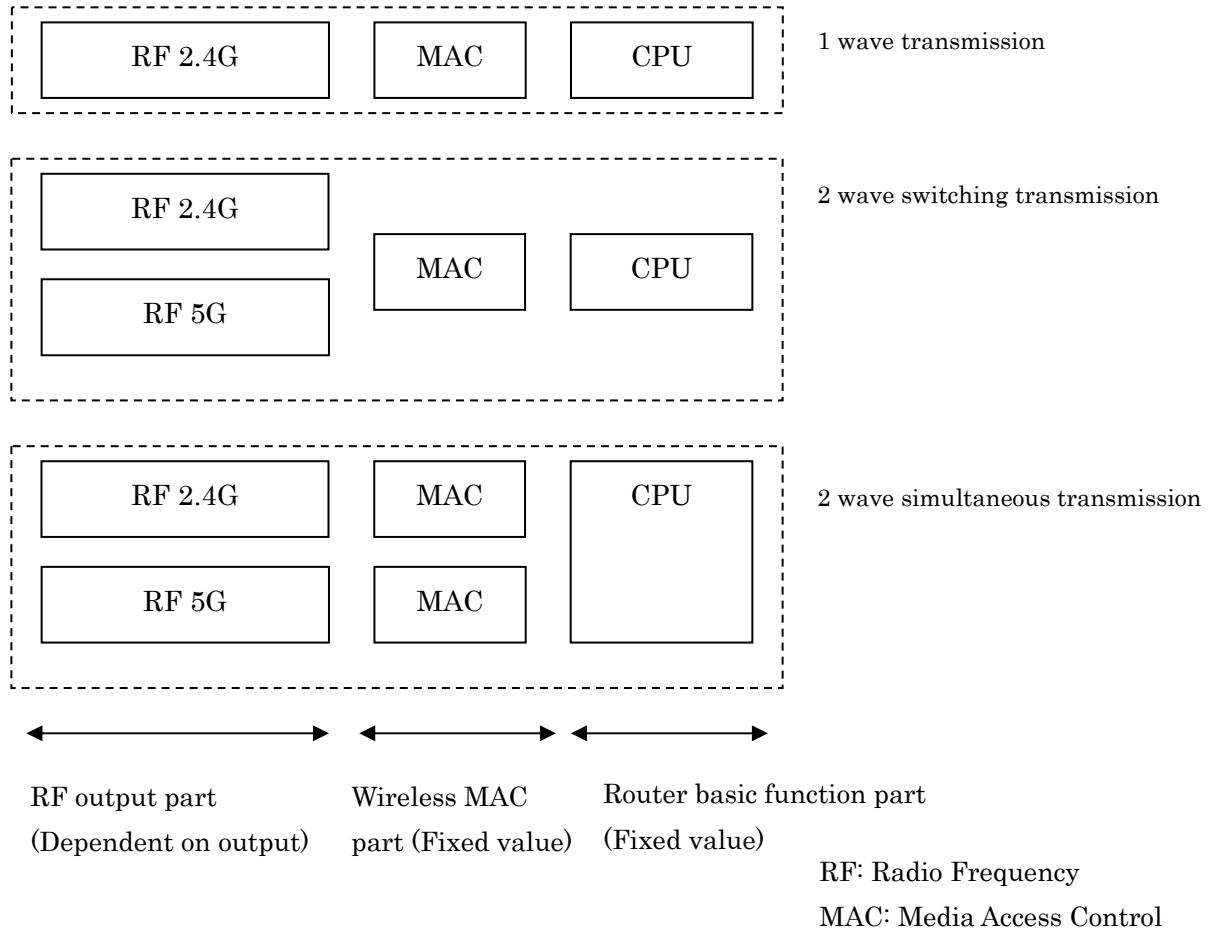 RF 2.4G MAC CPU 1 wave transmission
RF 2.4G 2 wave switching transmission
MAC CPU
RF 5G
RF 2.4G MAC CPU 2 wave simultaneous transmission
RF 5G MAC
RF output part
(Dependent on output)
Wireless MAC
part (Fixed value)
Router basic function part
(Fixed value)
RF: Radio Frequency
MAC: Media Access Control